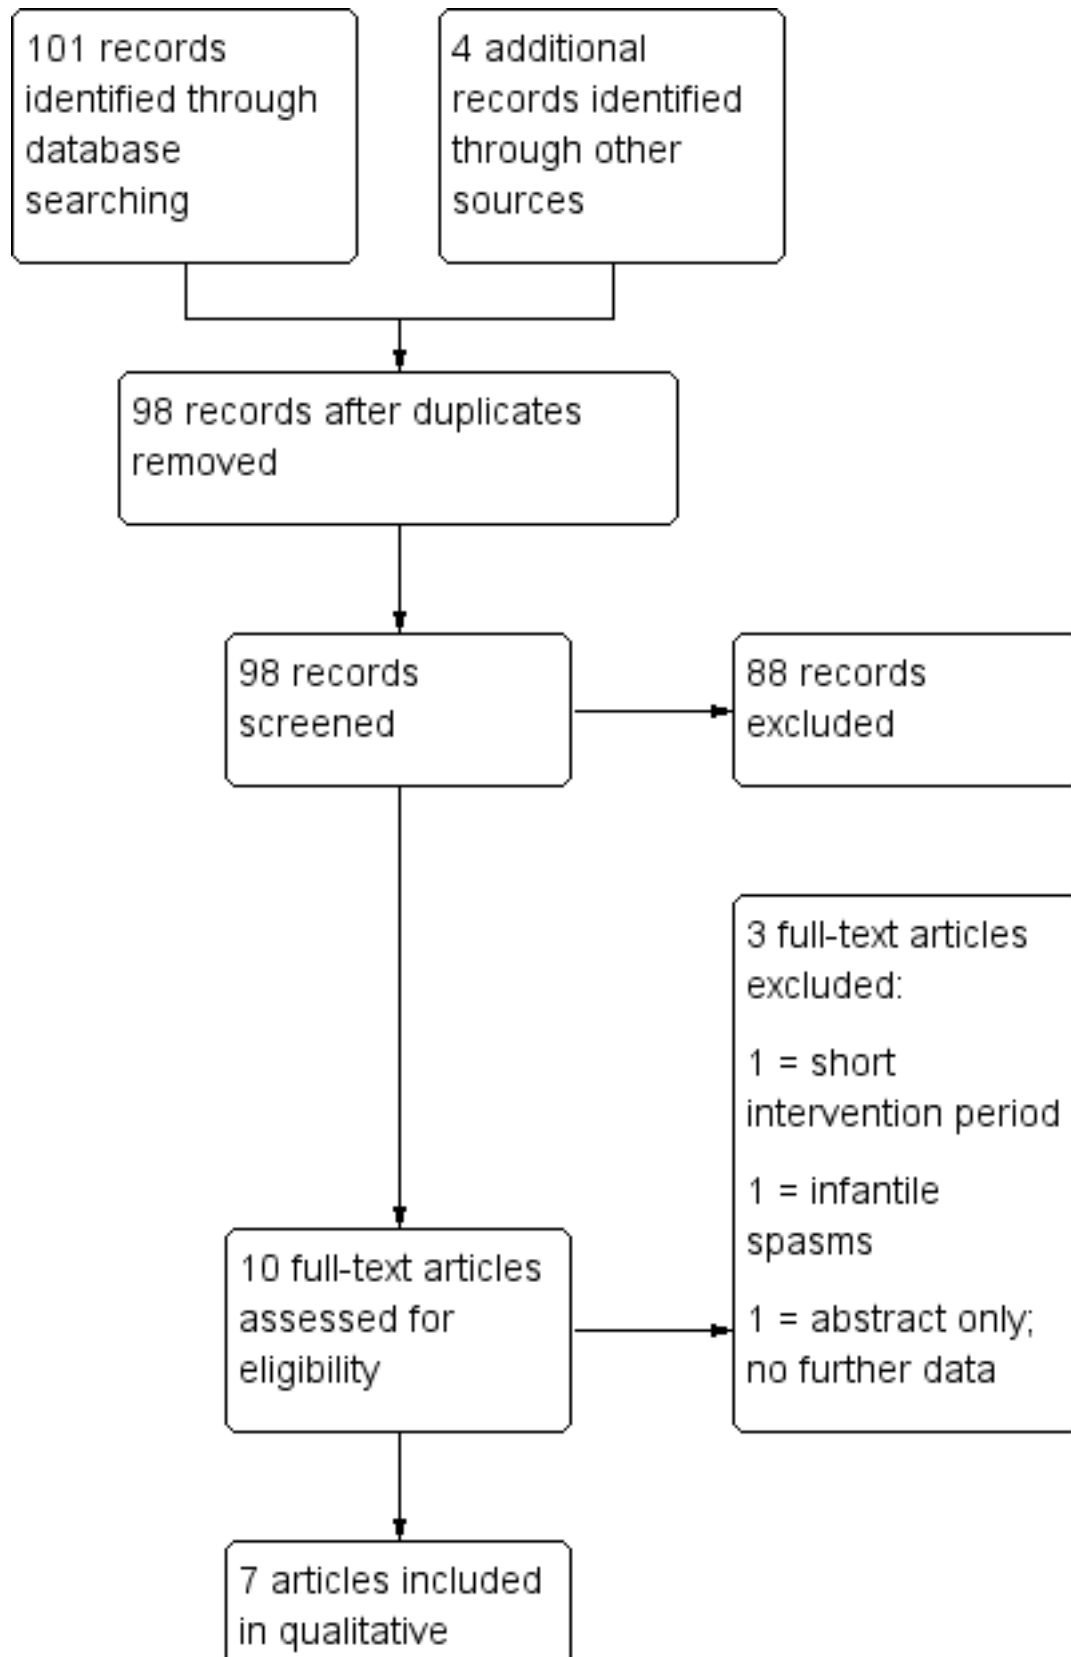 101 records
identified through
database
searching
4 additional
records identified
through other
sources
98 records after duplicates
removed
98 records
screened
88 records
excluded
3 full-text articles
excluded:
1 = short
intervention period
1 = infantile
spasms
1 = abstract only;
no further data
10 full-text articles
assessed for
eligibility
7 articles included
in qualitative